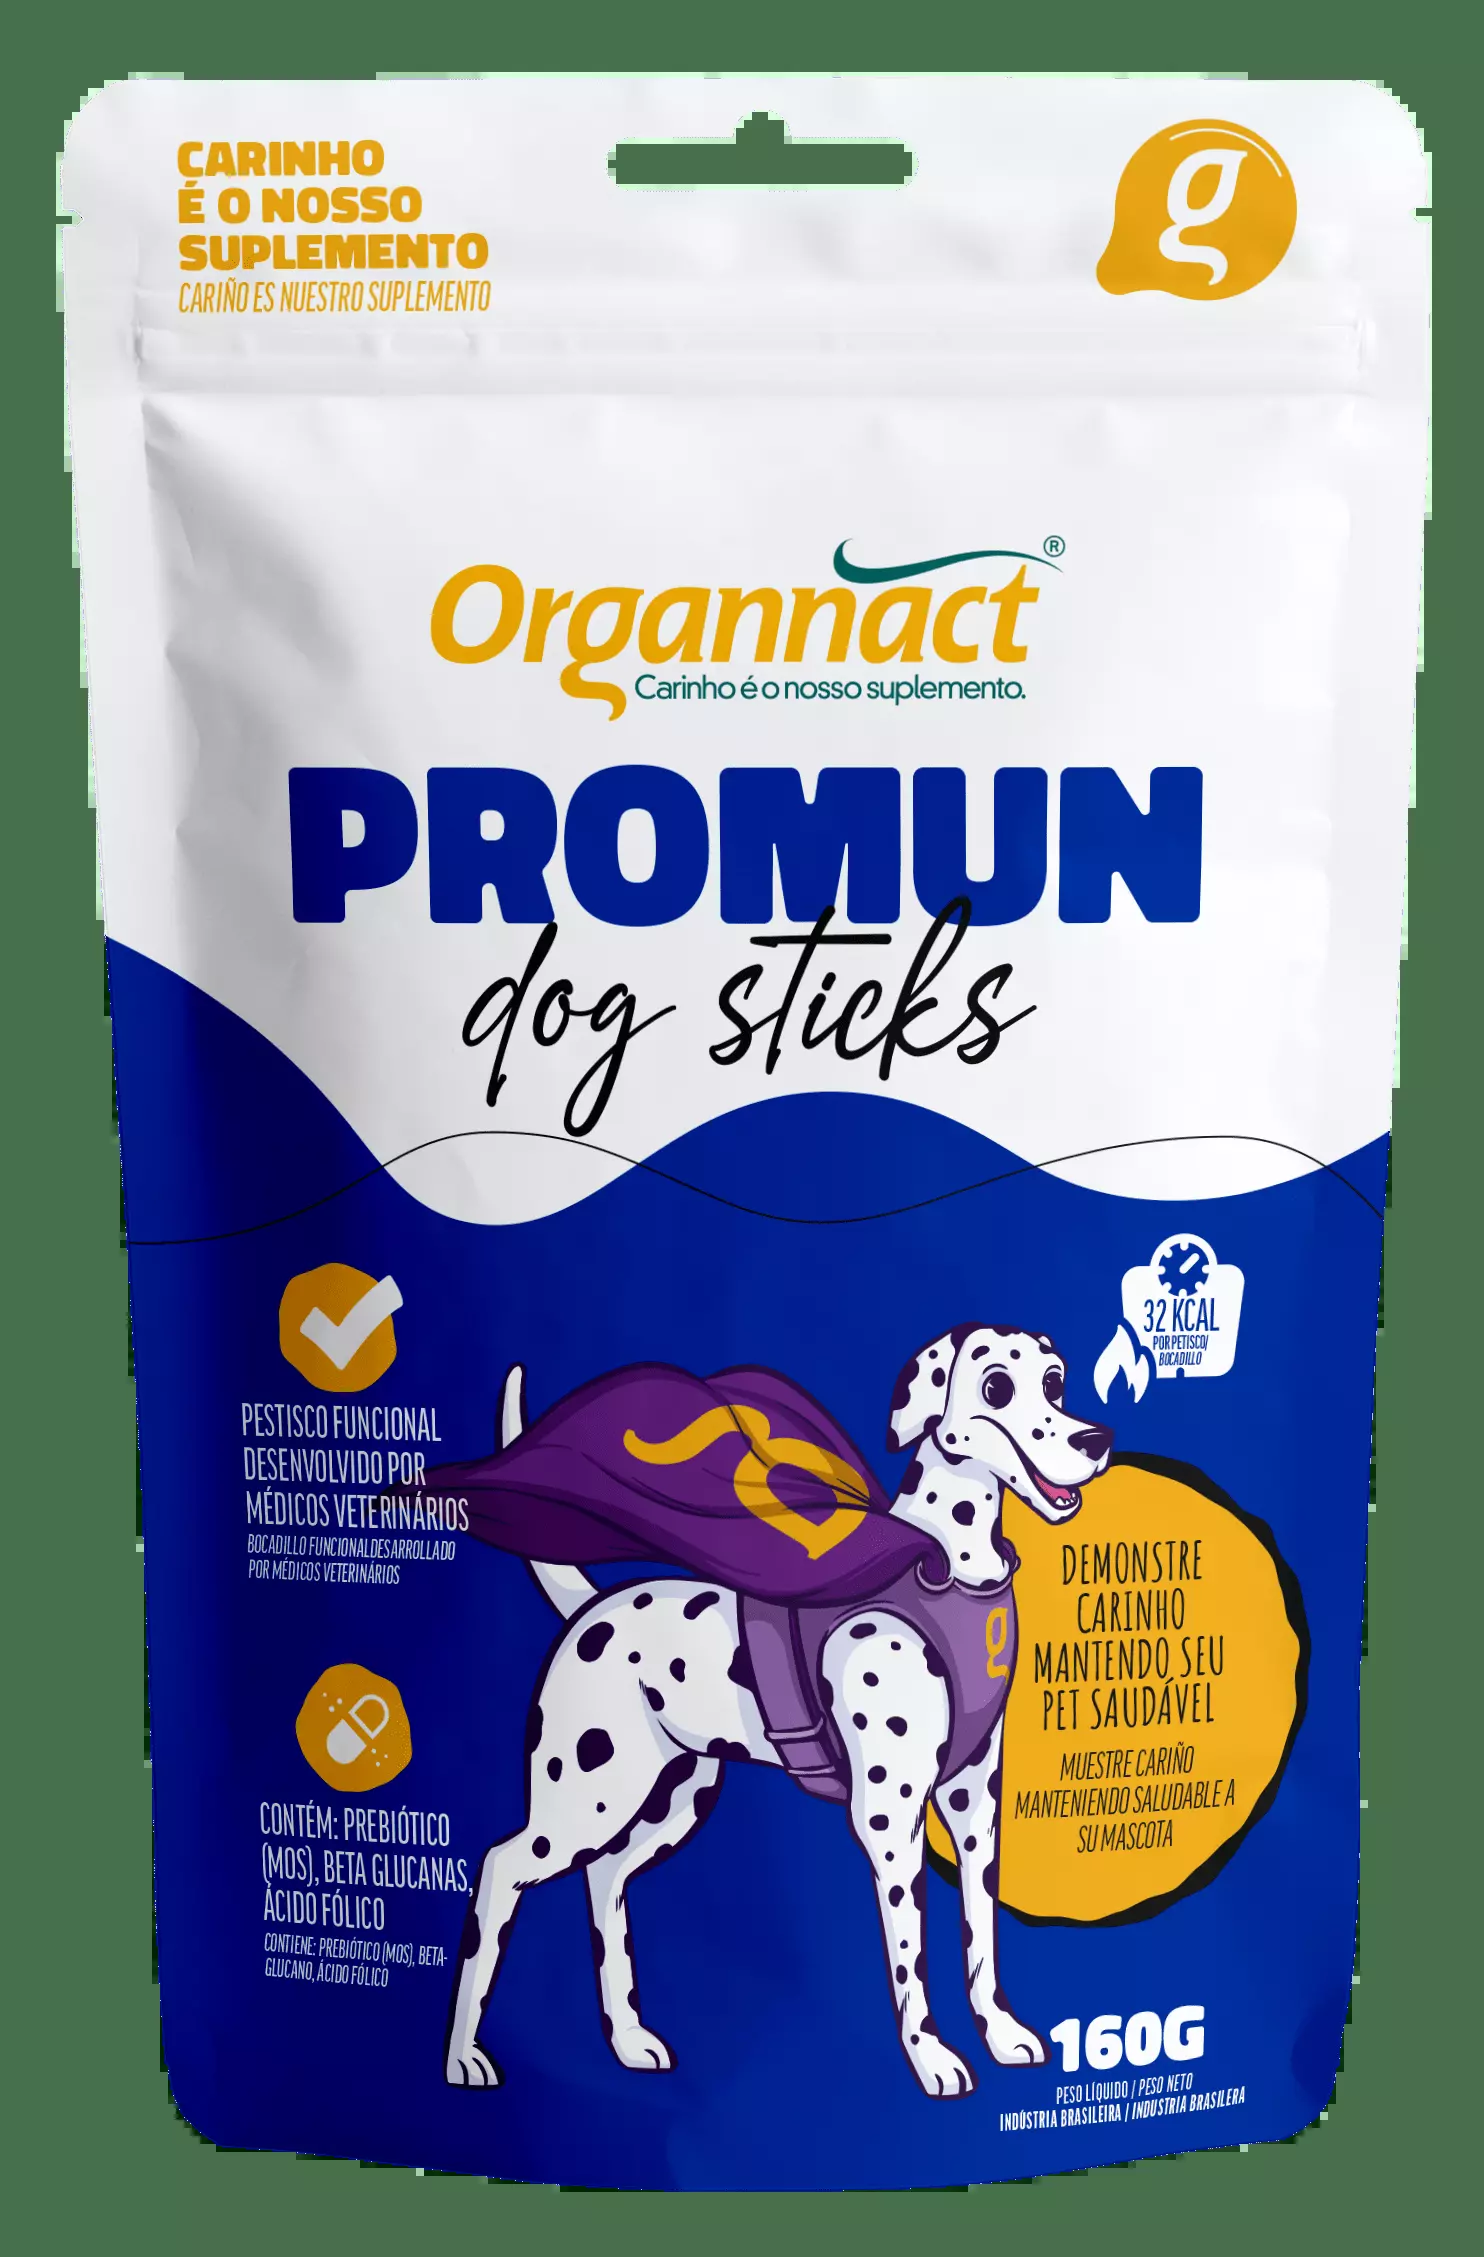 CARINHO
É O NOSSO
SUPLEMENTO
CARIÑO ES NUESTRO SUPLEMENTO
g
Organnact®
Carinho é o nosso suplemento.
PROMUN
dog sticks
32 KCAL
POR PETISCO/
BOCADILLO
PESTISCO FUNCIONAL
DESENVOLVIDO POR
MÉDICOS VETERINÁRIOS
BOCADILLO FUNCIONAL DESARROLLADO
POR MÉDICOS VETERINÁRIOS
g
g
DEMONSTRE
CARINHO
MANTENDO SEU
PET SAUDÁVEL
MUESTRE CARIÑO
MANTENIENDO SALUDABLE A
SU MASCOTA
CONTÉM: PREBIÓTICO
(MOS), BETA GLUCANAS,
ÁCIDO FÓLICO
CONTIENE: PREBIÓTICO (MOS), BETA-
GLUCANO, ÁCIDO FÓLICO
160G
PESO LÍQUIDO / PESO NETO
INDÚSTRIA BRASILEIRA / INDUSTRIA BRASILERA